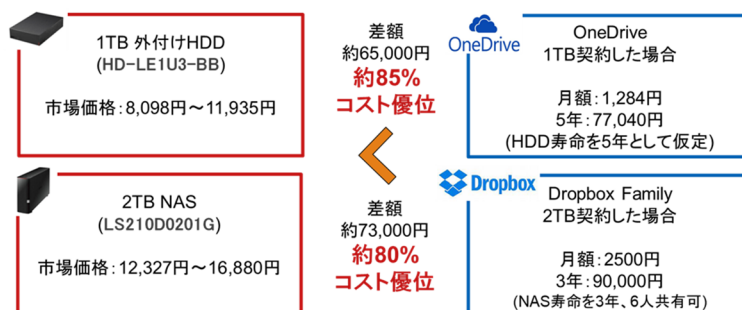 1TB 外付けHDD
(HD-LE1U3-BB)
市場価格：8,098円～11,935円
差額
約65,000円
約85%
コスト優位
OneDrive
OneDrive
1TB契約した場合
月額：1,284円
5年：77,040円
(HDD寿命を5年として仮定)
2TB NAS
(LS210D0201G)
市場価格：12,327円～16,880円
差額
約73,000円
約80%
コスト優位
Dropbox
Dropbox Family
2TB契約した場合
月額：2500円
3年：90,000円
(NAS寿命を3年、6人共有可)